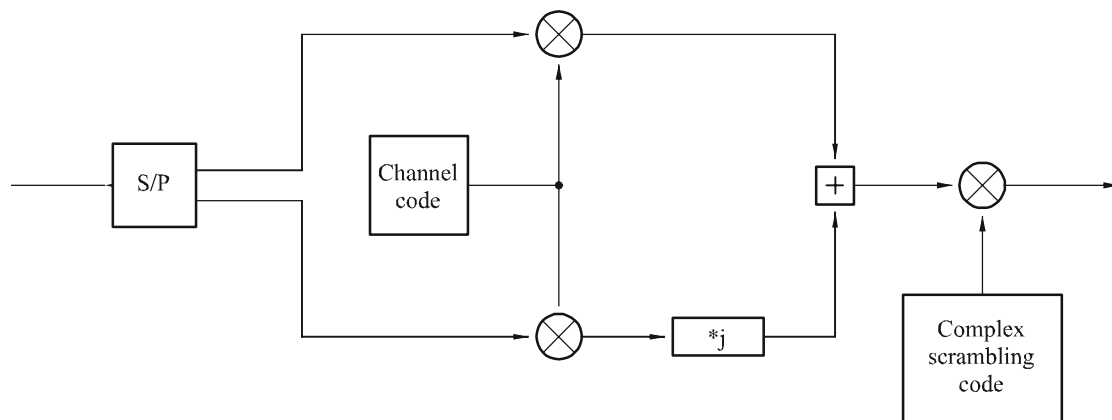 S/P
Channel
code
+
*j
Complex
scrambling
code